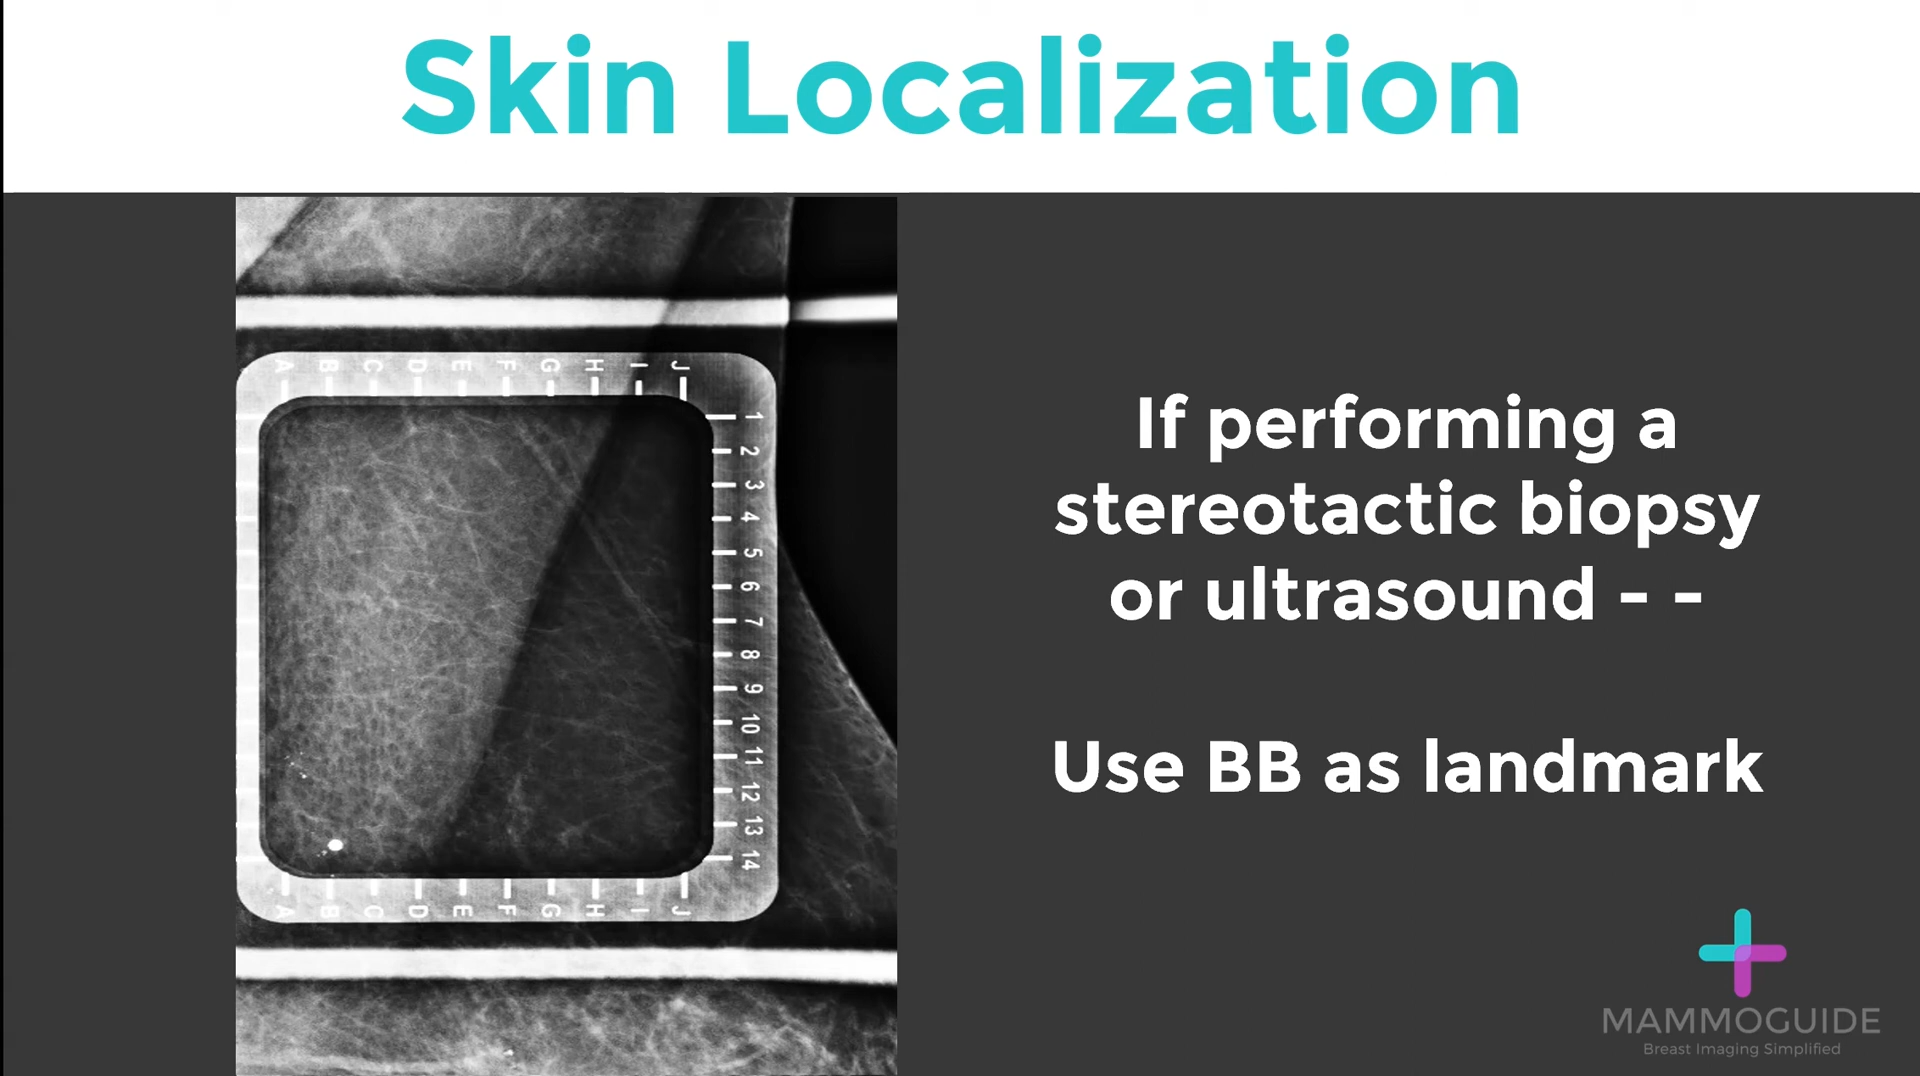 Skin Localization
A B C D E F G H I J
1
2
3
4
5
6
7
8
9
10
11
12
13
14
A B C D E F G H I J
If performing a
stereotactic biopsy
or ultrasound - -
Use BB as landmark
MAMMOGUIDE
Breast Imaging Simplified